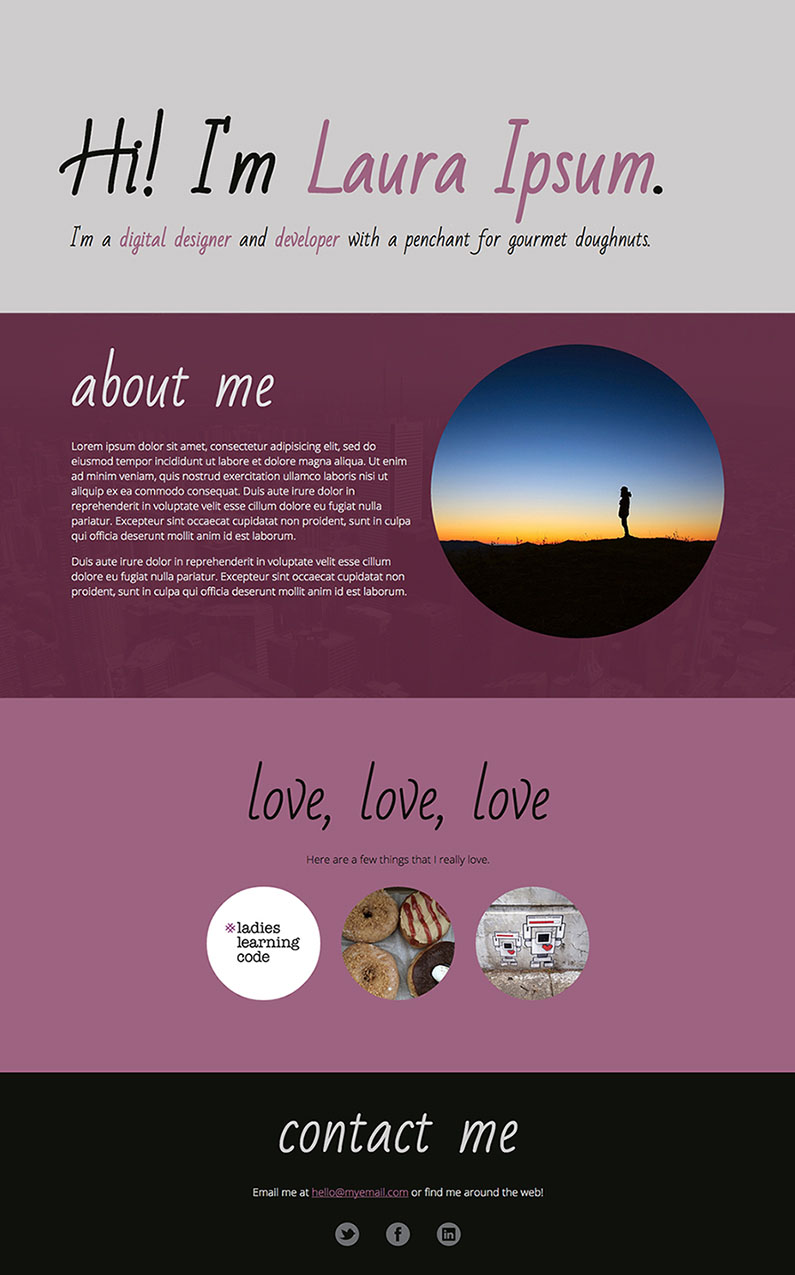 Hi! I'm Laura Ipsum.
I'm a digital designer and developer with a penchant for gourmet doughnuts.
about me
Lorem ipsum dolor sit amet, consectetur adipisicing elit, sed do
eiusmod tempor incididunt ut labore et dolore magna aliqua. Ut enim
ad minim veniam, quis nostrud exercitation ullamco laboris nisi ut
aliquip ex ea commodo consequat. Duis aute irure dolor in
reprehenderit in voluptate velit esse cillum dolore eu fugiat nulla
pariatur. Excepteur sint occaecat cupidatat non proident, sunt in culpa
qui officia deserunt mollit anim id est laborum.
Duis aute irure dolor in reprehenderit in voluptate velit esse cillum
dolore eu fugiat nulla pariatur. Excepteur sint occaecat cupidatat non
proident, sunt in culpa qui officia deserunt mollit anim id est laborum.
love, love, love
Here are a few things that I really love.
ladies
learning
code
contact me
Email me at hello@myemail.com or find me around the web!